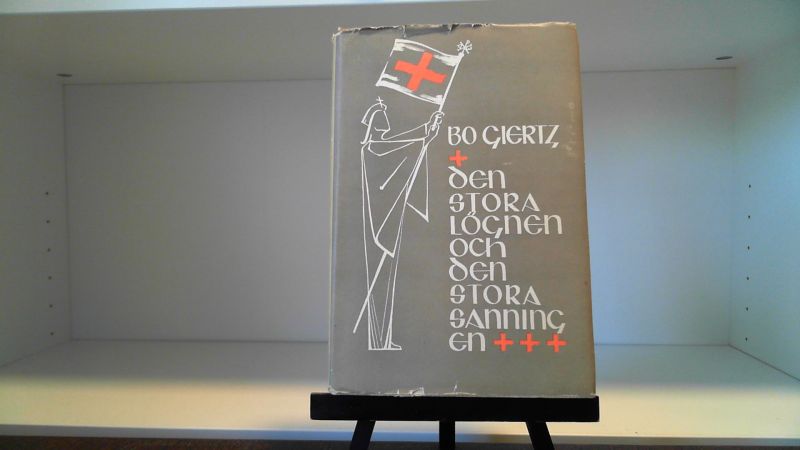 BO GIERTZ
DEN
STORA
LÖGNEN
OCH
DEN
STORA
SANNING
EN